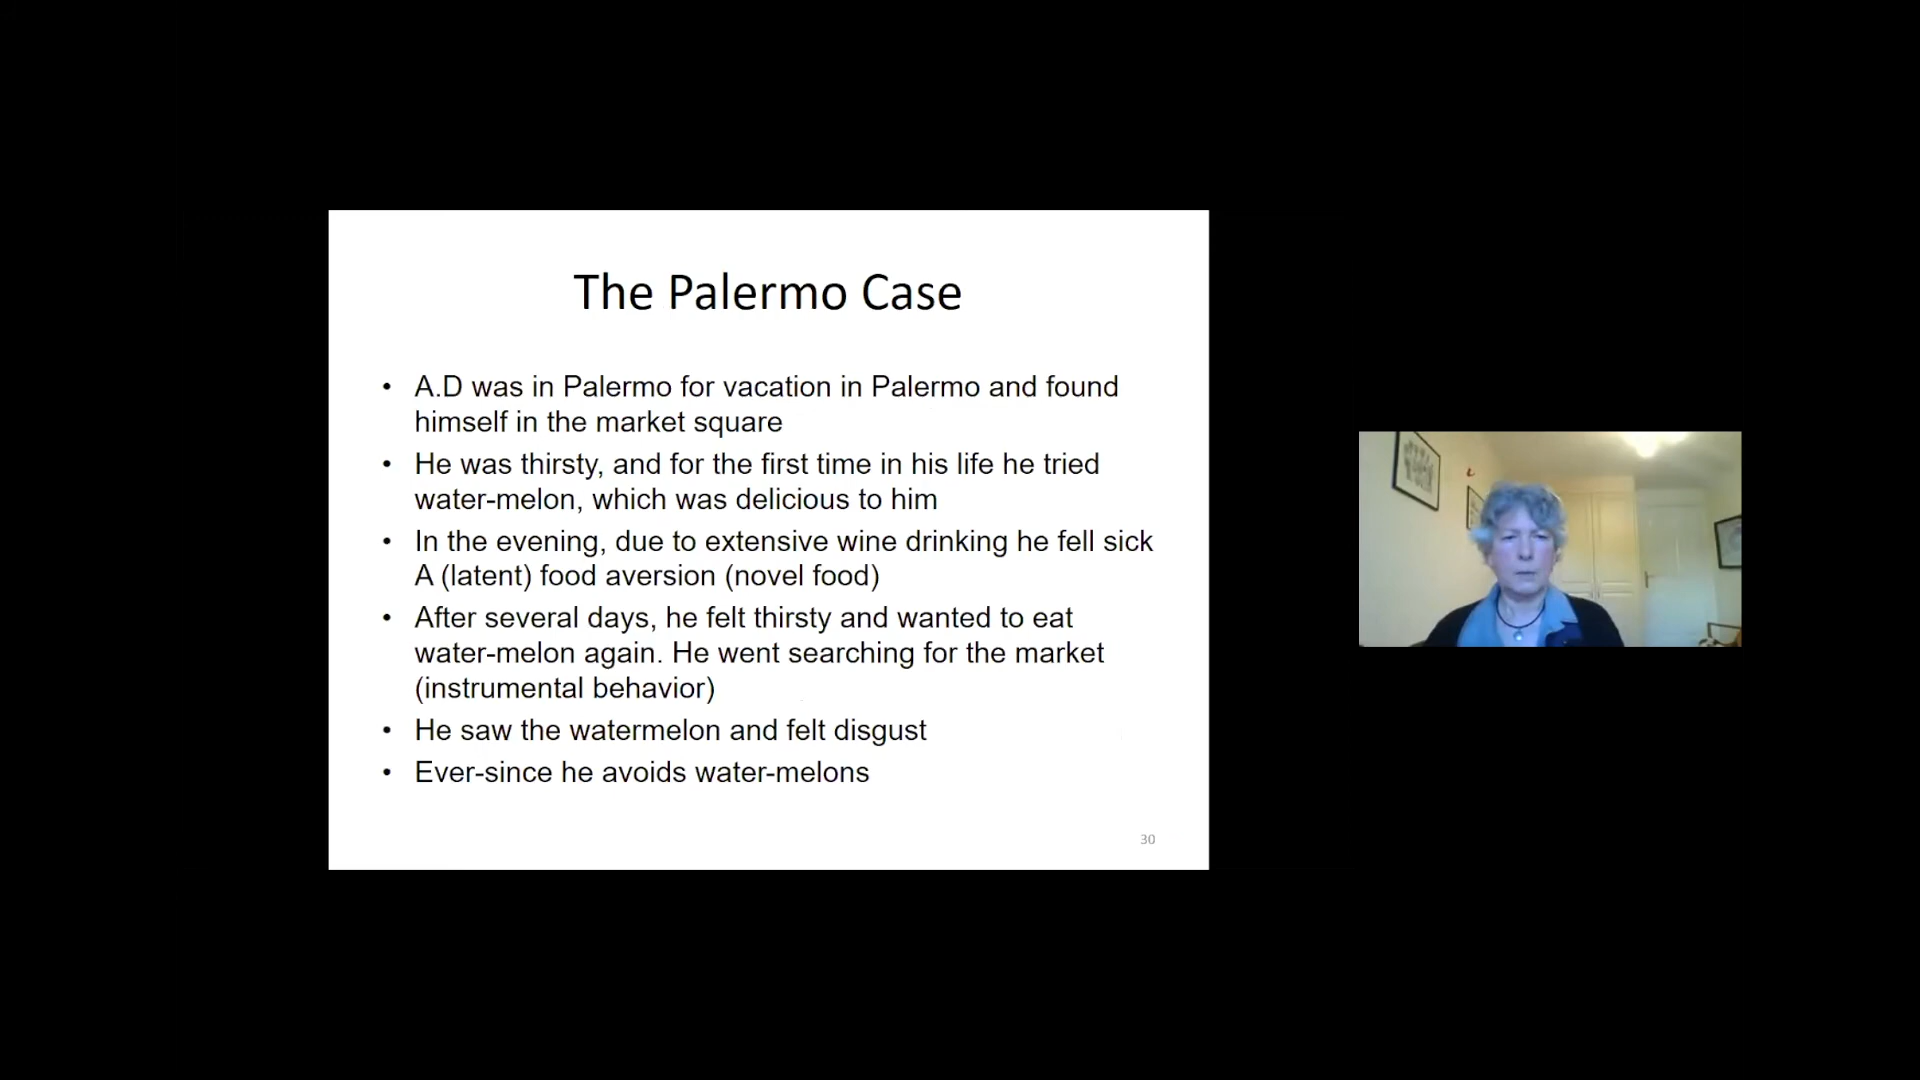 The Palermo Case
• A.D was in Palermo for vacation in Palermo and found
himself in the market square
• He was thirsty, and for the first time in his life he tried
water-melon, which was delicious to him
• In the evening, due to extensive wine drinking he fell sick
A (latent) food aversion (novel food)
• After several days, he felt thirsty and wanted to eat
water-melon again. He went searching for the market
(instrumental behavior)
• He saw the watermelon and felt disgust
• Ever-since he avoids water-melons
30